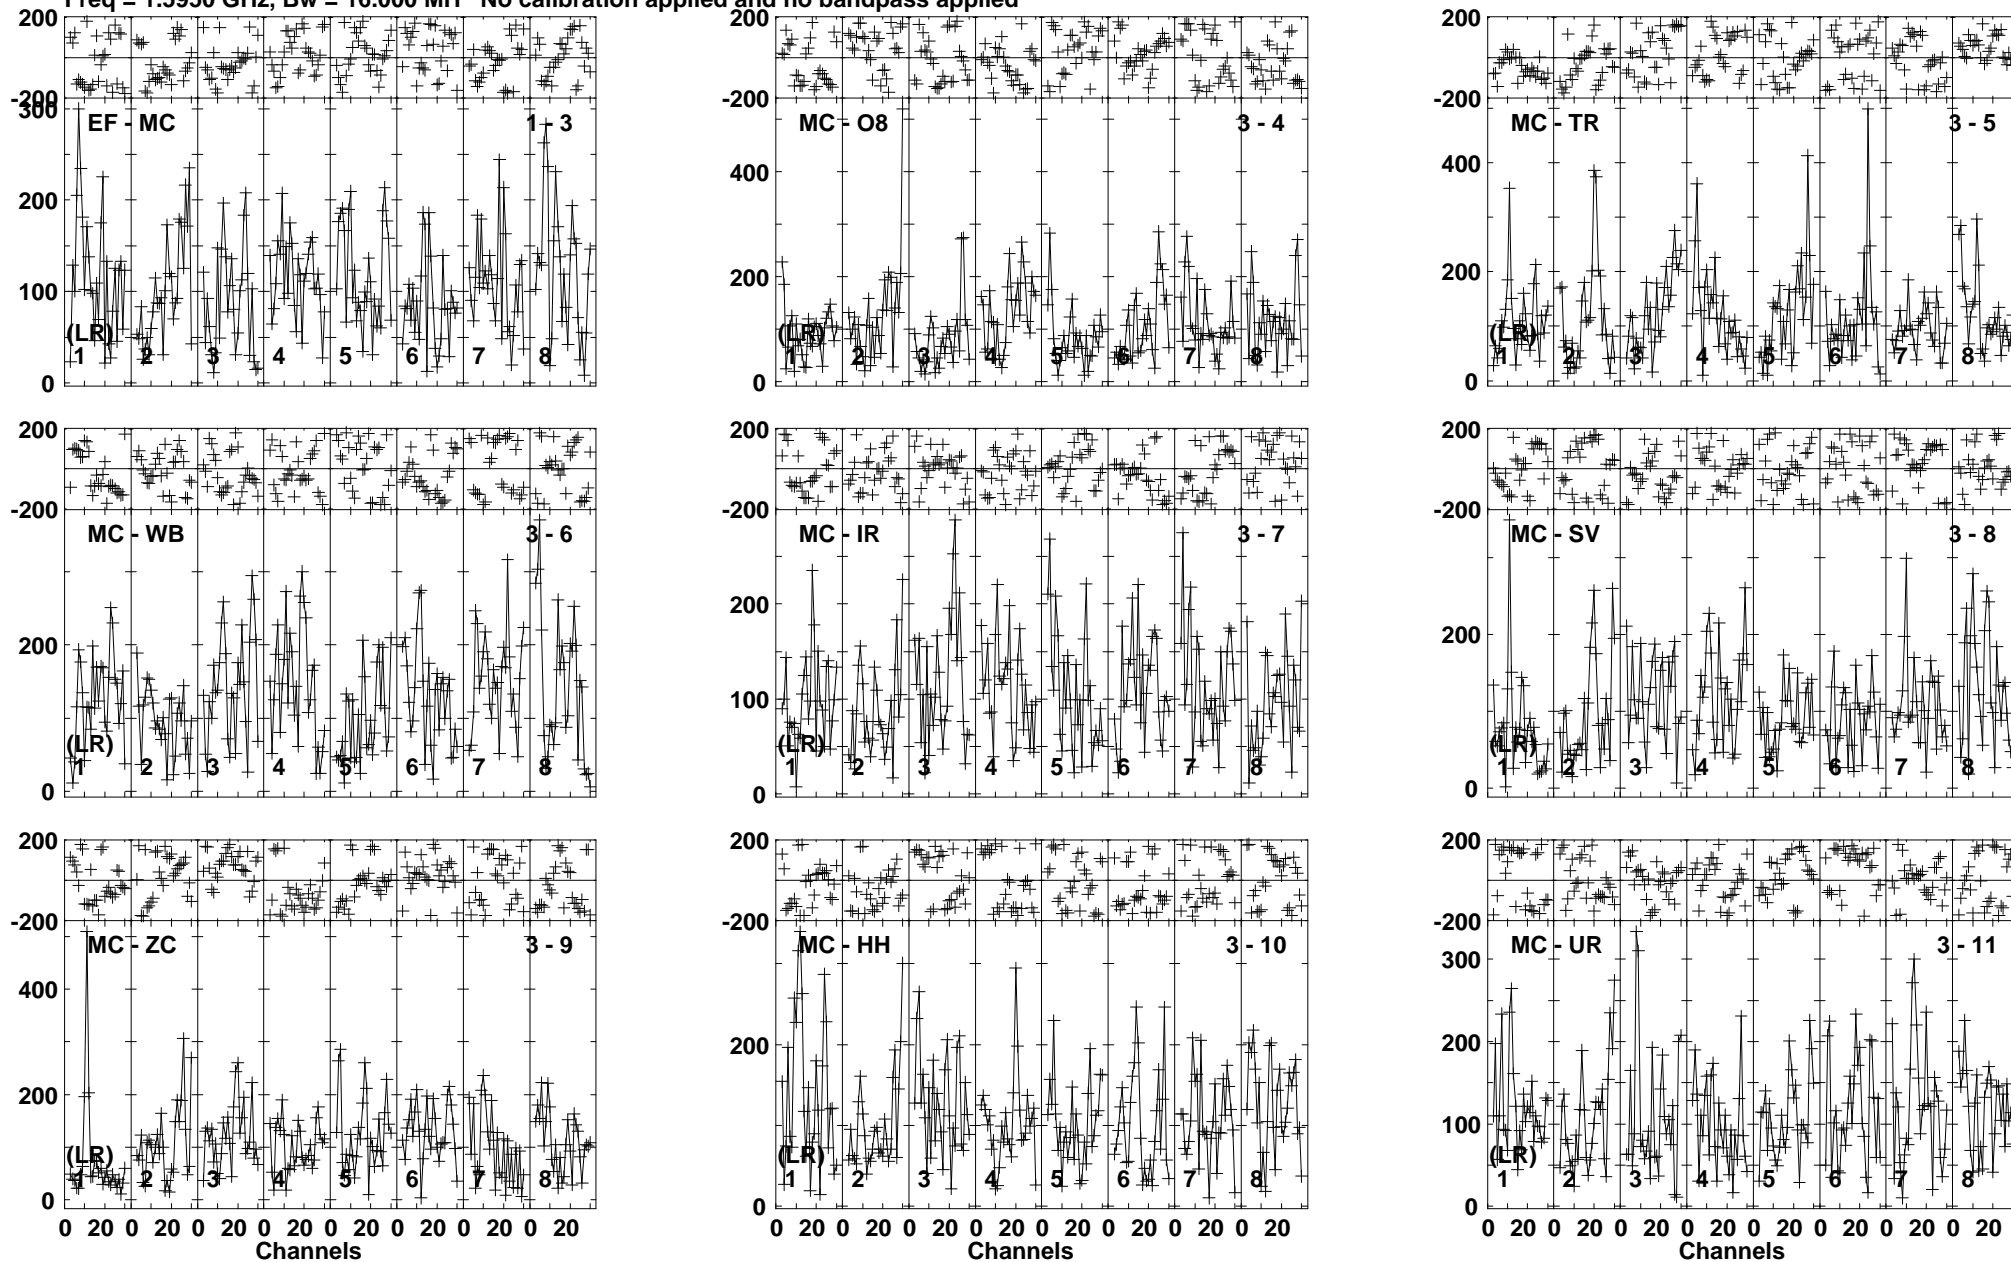 Freq = 1.5950 GHz, Bw = 16.000 MH No calibration applied and no bandpass applied
200
-200
300
200
100
0
EF - MC 1 - 3
(LR)
1 2 3 4 5 6 7 8
200
-200
400
200
0
MC - O8 3 - 4
(LR)
1 2 3 4 5 6 7 8
200
-200
400
200
0
MC - TR 3 - 5
(LR)
1 2 3 4 5 6 7 8
200
-200
200
0
MC - WB 3 - 6
(LR)
1 2 3 4 5 6 7 8
200
-200
200
100
0
MC - IR 3 - 7
(LR)
1 2 3 4 5 6 7 8
200
-200
200
0
MC - SV 3 - 8
(LR)
1 2 3 4 5 6 7 8
200
-200
400
200
0
MC - ZC 3 - 9
(LR)
1 2 3 4 5 6 7 8
0 20 0 20 0 20 0 20 0 20 0 20 0 20 0 20
Channels
200
-200
200
0
MC - HH 3 - 10
(LR)
1 2 3 4 5 6 7 8
0 20 0 20 0 20 0 20 0 20 0 20 0 20 0 20
Channels
200
-200
300
200
100
0
MC - UR 3 - 11
(LR)
1 2 3 4 5 6 7 8
0 20 0 20 0 20 0 20 0 20 0 20 0 20 0 20
Channels